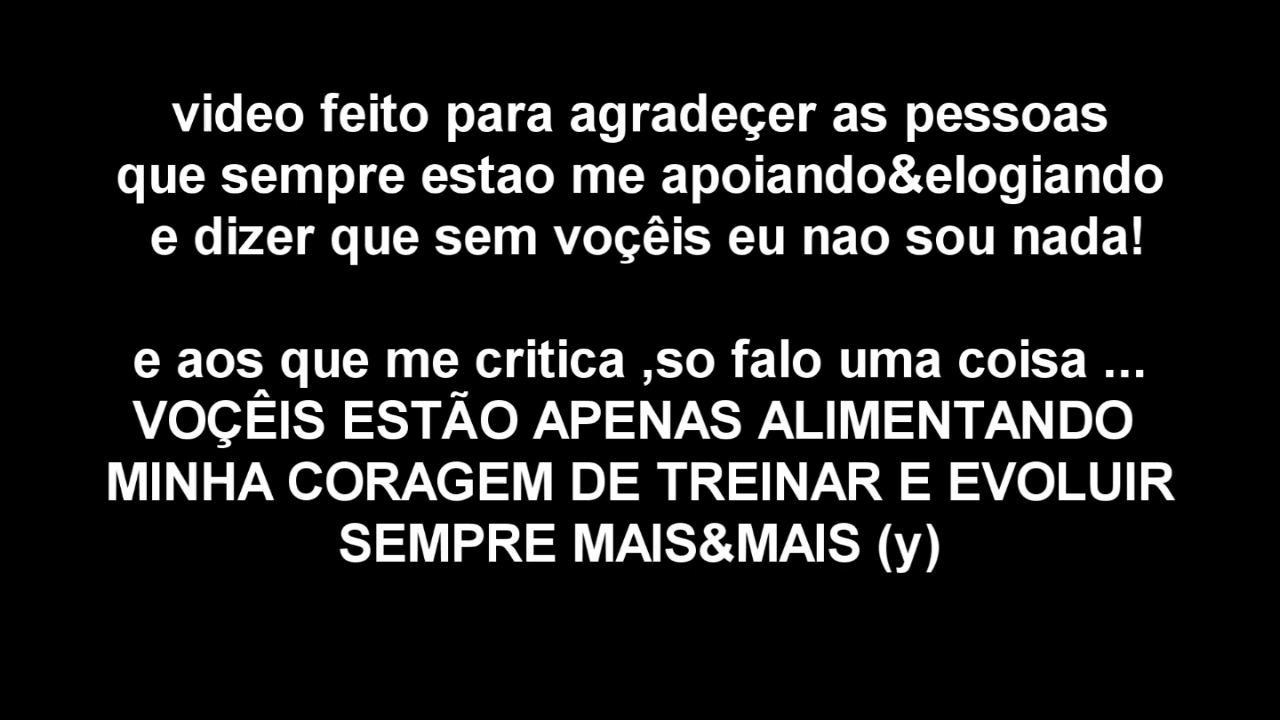 video feito para agradeçer as pessoas
que sempre estao me apoiando&elogiando
e dizer que sem voçêis eu nao sou nada!
e aos que me critica ,so falo uma coisa ...
VOÇÊIS ESTÃO APENAS ALIMENTANDO
MINHA CORAGEM DE TREINAR E EVOLUIR
SEMPRE MAIS&MAIS (y)